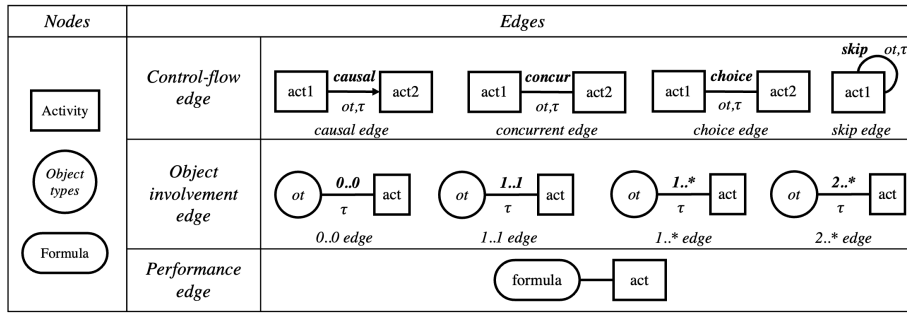 Nodes
Edges
Activity
Object
types
Formula
Control-flow
edge
act1
causal
ot,τ
act2
causal edge
act1
concur
ot,τ
act2
concurrent edge
act1
choice
ot,τ
act2
choice edge
skip
ot,τ
act1
skip edge
Object
involvement
edge
ot
0..0
τ
act
0..0 edge
ot
1..1
τ
act
1..1 edge
ot
1..*
τ
act
1..* edge
ot
2..*
τ
act
2..* edge
Performance
edge
formula
act